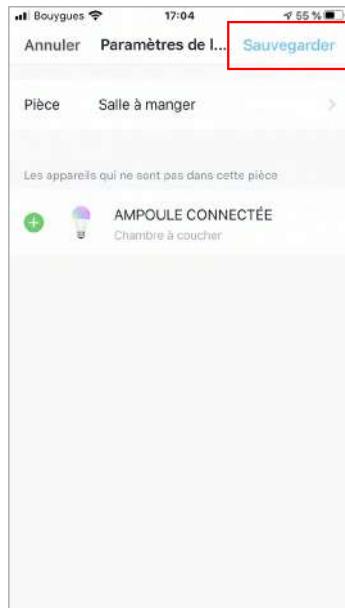 Bouygues 17:04 55 %
Annuler Paramètres de l... Sauvegarder
Pièce Salle à manger
Les appareils qui ne sont pas dans cette pièce
AMPOULE CONNECTÉE
Chambre à coucher